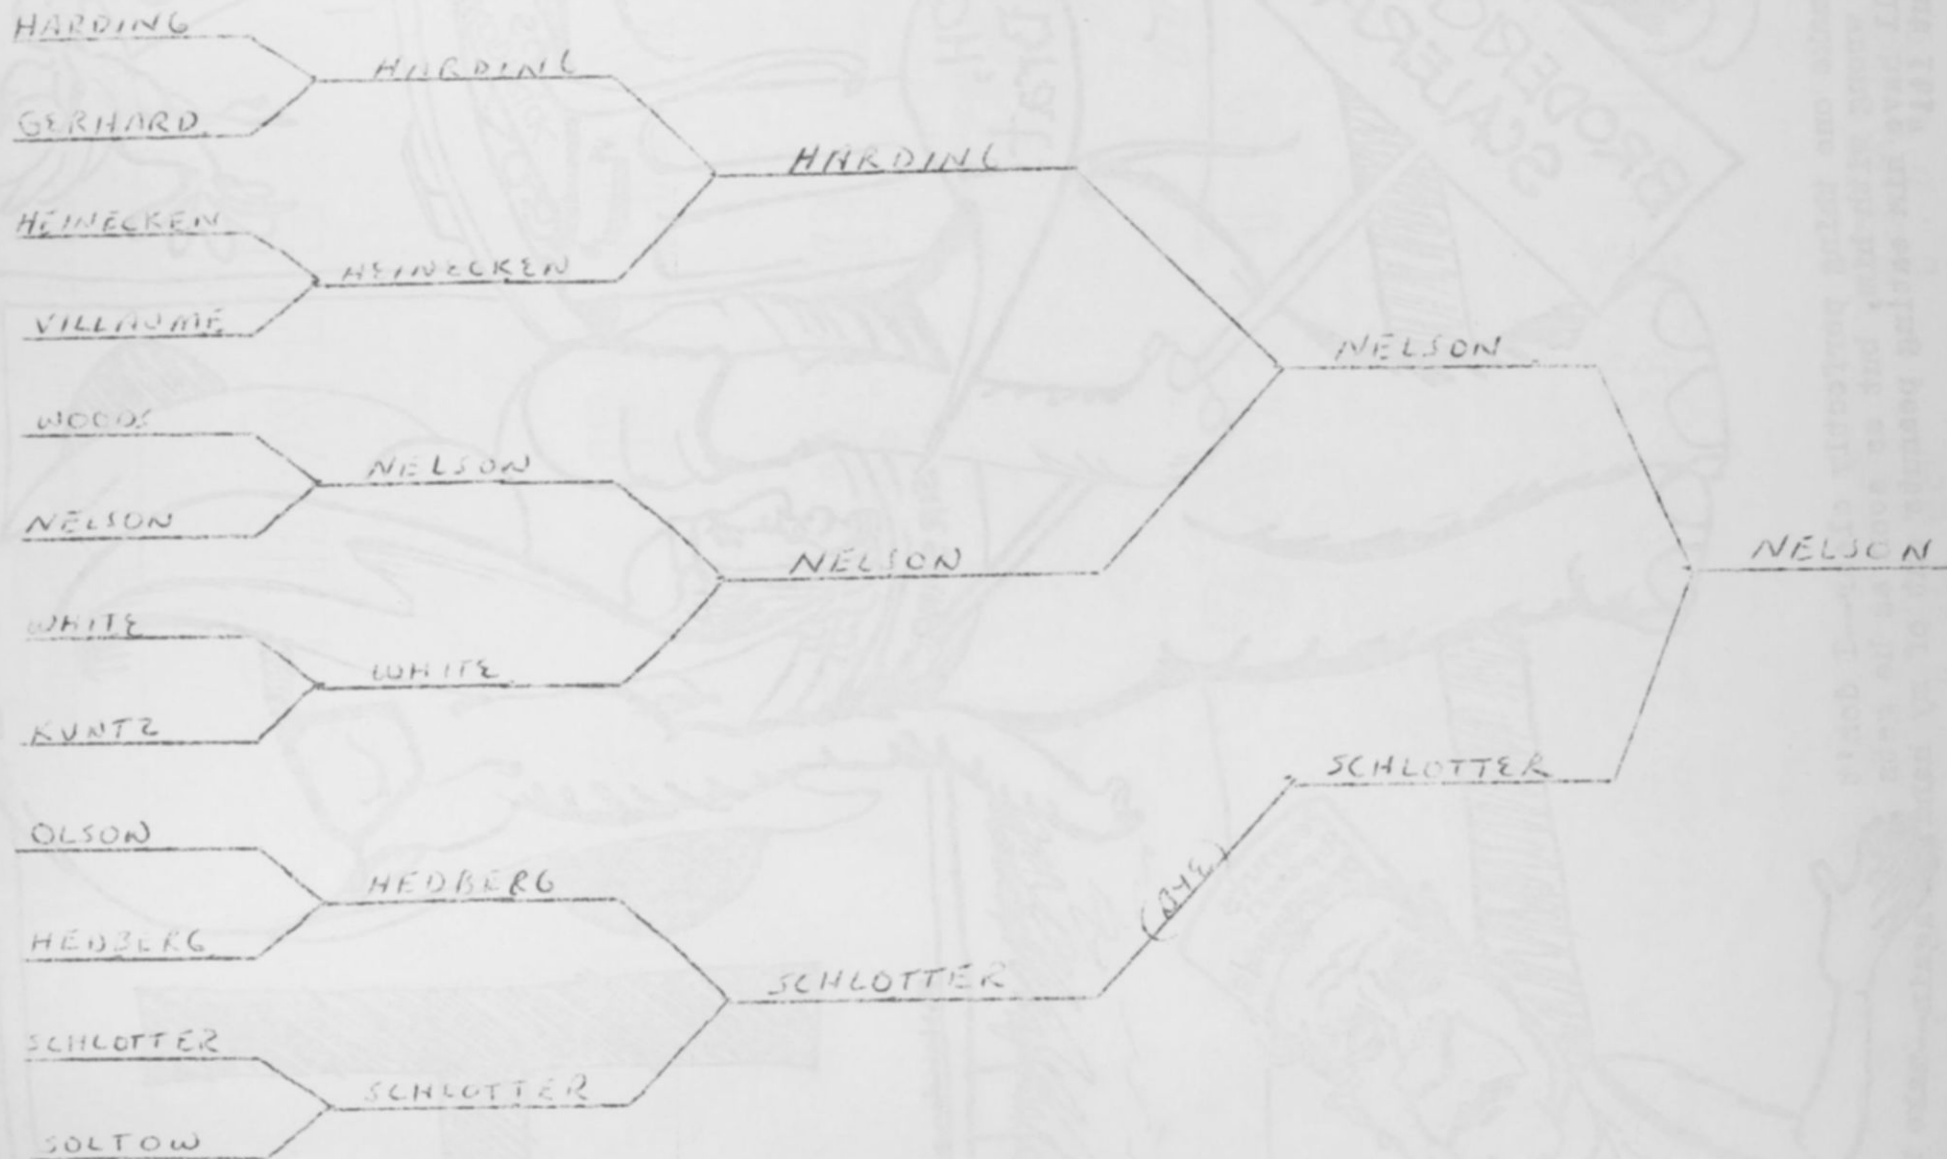 HARDING
GERHARD
HEINECKEN
VILLAUME
WOODS
NELSON
WHITE
KUNTZ
OLSON
HEDBERG
SCHLOTTER
SOLTOW
HARDING
HEINECKEN
NELSON
WHITE
HEDBERG
SCHLOTTER
HARDING
NELSON
SCHLOTTER
(BYE)
NELSON
SCHLOTTER
NELSON